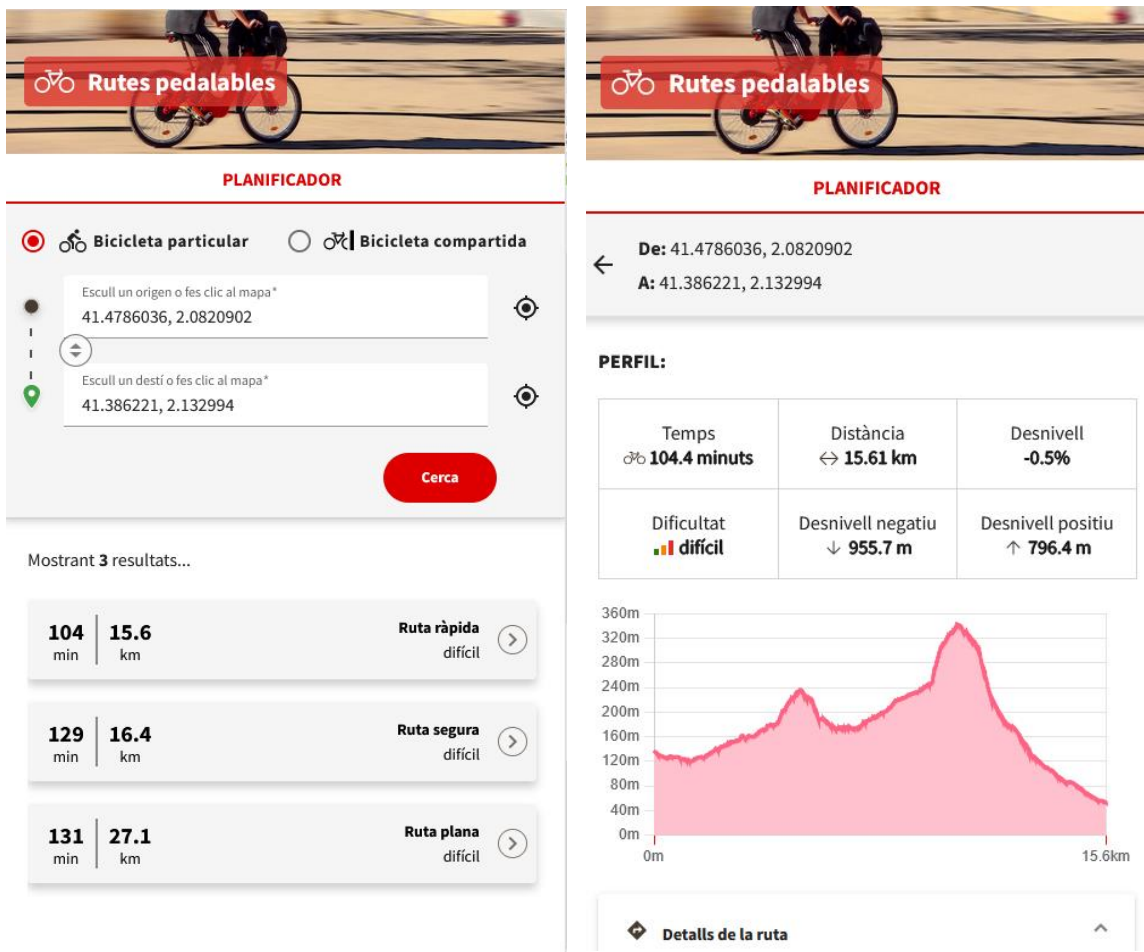 Rutes pedalables
PLANIFICADOR
Bicicleta particular
Bicicleta compartida
Escull un origen o fes clic al mapa*
41.4786036, 2.0820902
Escull un destí o fes clic al mapa*
41.386221, 2.132994
Cerca
Mostrant 3 resultats...
104 15.6 Ruta ràpida
min km difícil
129 16.4 Ruta segura
min km difícil
131 27.1 Ruta plana
min km difícil
Rutes pedalables
PLANIFICADOR
De: 41.4786036, 2.0820902
A: 41.386221, 2.132994
PERFIL:
Temps Distància Desnivell
104.4 minuts 15.61 km -0.5%
Dificultat Desnivell negatiu Desnivell positiu
difícil 955.7 m 796.4 m
360m
320m
280m
240m
200m
160m
120m
80m
40m
0m
0m 15.6km
Detalls de la ruta